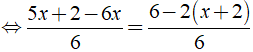 ⇔ (5x + 2 − 6x)/6 = (6 − 2(x + 2))/6